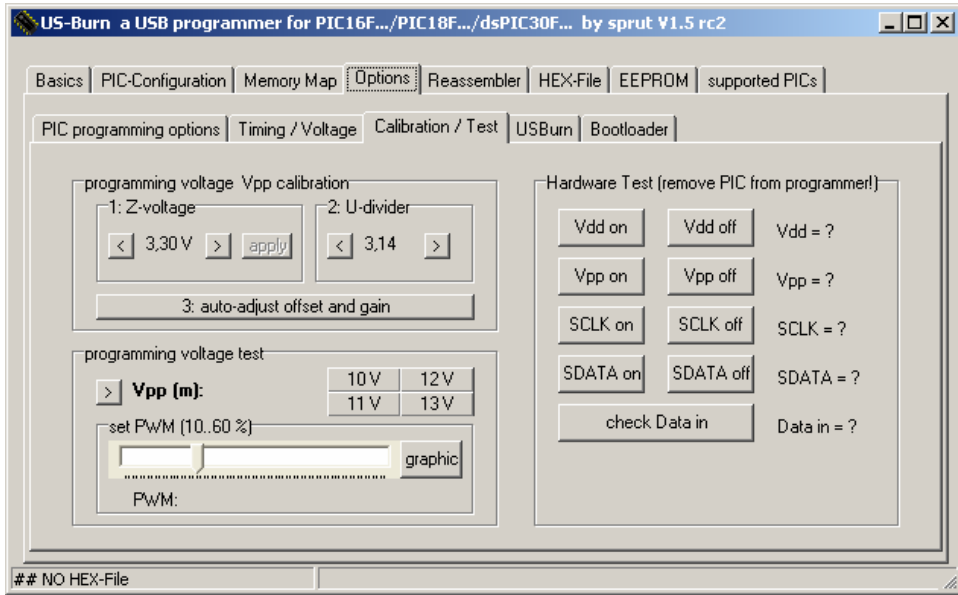 US-Burn a USB programmer for PIC16F.../PIC18F.../dsPIC30F... by sprut V1.5 rc2
Basics PIC-Configuration Memory Map Options Reassembler HEX-File EEPROM supported PICs
PIC programming options Timing / Voltage Calibration / Test USBurn Bootloader
programming voltage Vpp calibration
1: Z-voltage
< 3,30 V > apply
2: U-divider
< 3,14 >
3: auto-adjust offset and gain
programming voltage test
> Vpp (m):
10 V 12 V
11 V 13 V
set PWM (10..60 %)
graphic
PWM:
Hardware Test (remove PIC from programmer!)
Vdd on Vdd off Vdd = ?
Vpp on Vpp off Vpp = ?
SCLK on SCLK off SCLK = ?
SDATA on SDATA off SDATA = ?
check Data in Data in = ?
## NO HEX-File